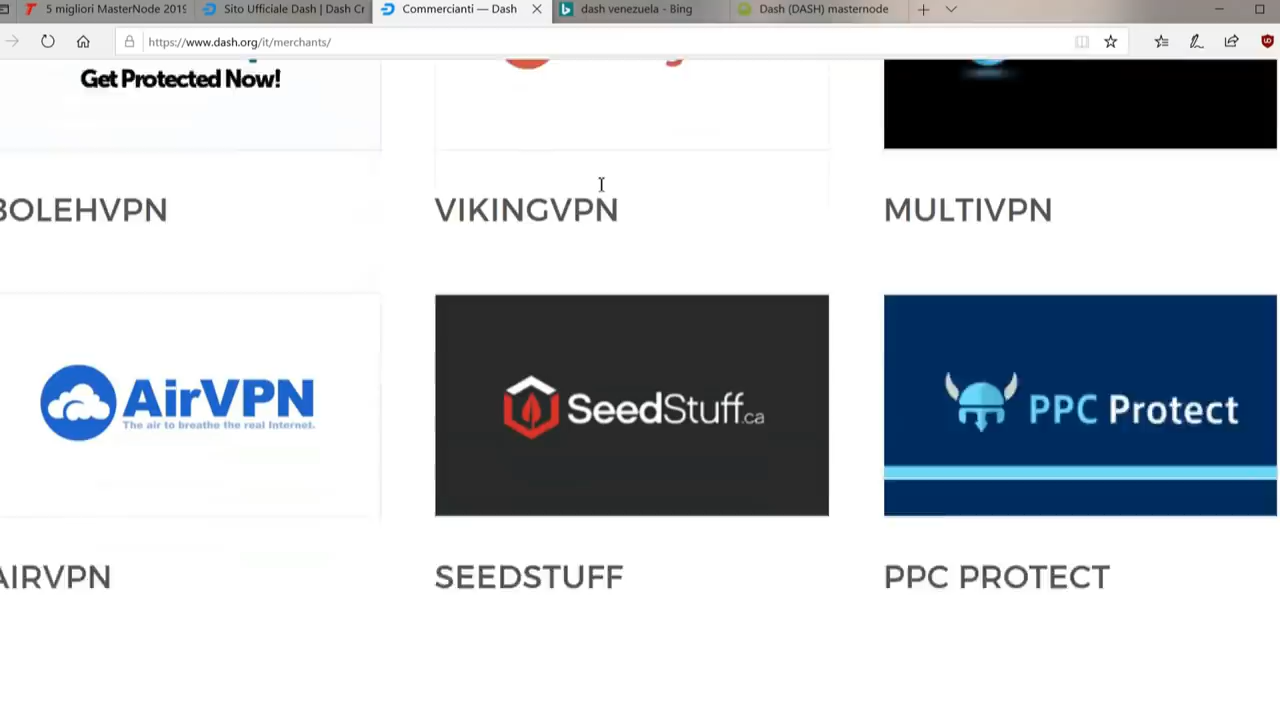 5 migliori MasterNode 2019
Sito Ufficiale Dash | Dash Cr
Commercianti — Dash
dash venezuela - Bing
Dash (DASH) masternode
https://www.dash.org/it/merchants/
Get Protected Now!
BOLEHVPN
VIKINGVPN
MULTIVPN
AirVPN
The air to breathe the real Internet.
SeedStuff.ca
PPC Protect
AIRVPN
SEEDSTUFF
PPC PROTECT